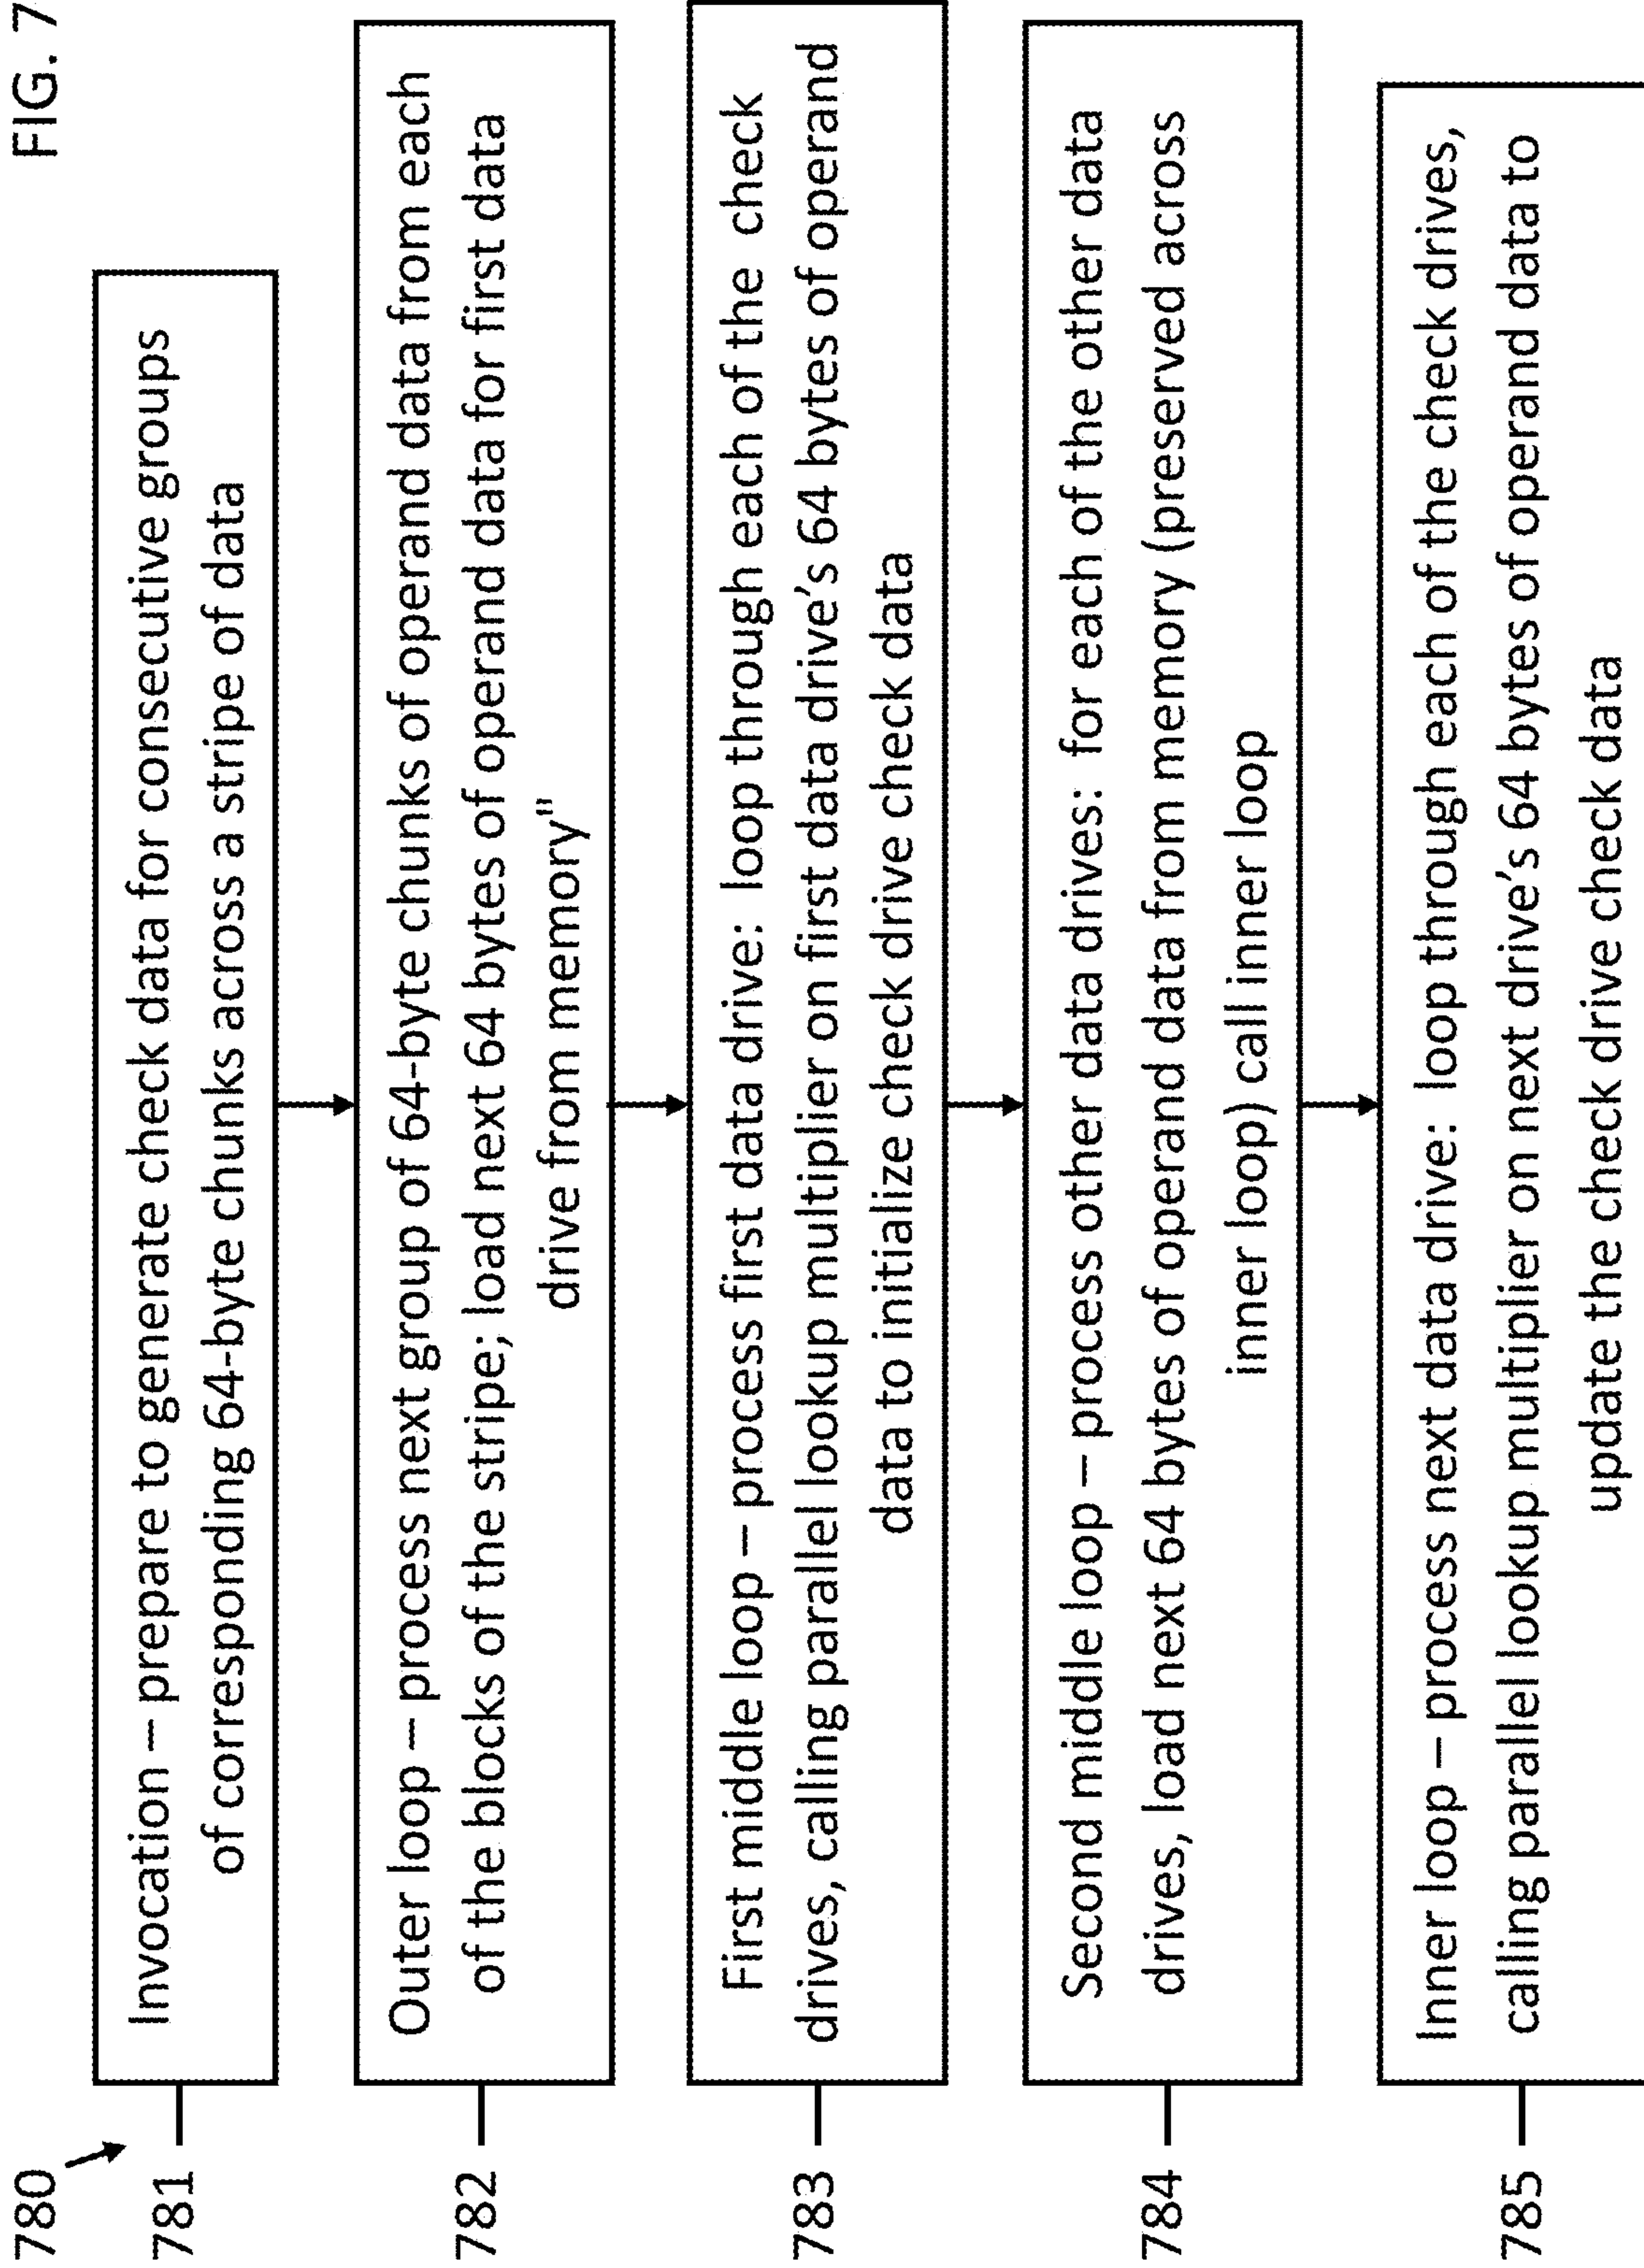 FIG. 7
780
781
Invocation – prepare to generate check data for consecutive groups
of corresponding 64-byte chunks across a stripe of data
782
Outer loop – process next group of 64-byte chunks of operand data from each
of the blocks of the stripe; load next 64 bytes of operand data for first data
drive from memory"
783
First middle loop – process first data drive: loop through each of the check
drives, calling parallel lookup multiplier on first data drive's 64 bytes of operand
data to initialize check drive check data
784
Second middle loop – process other data drives: for each of the other data
drives, load next 64 bytes of operand data from memory (preserved across
inner loop) call inner loop
785
Inner loop – process next data drive: loop through each of the check drives,
calling parallel lookup multiplier on next drive's 64 bytes of operand data to
update the check drive check data